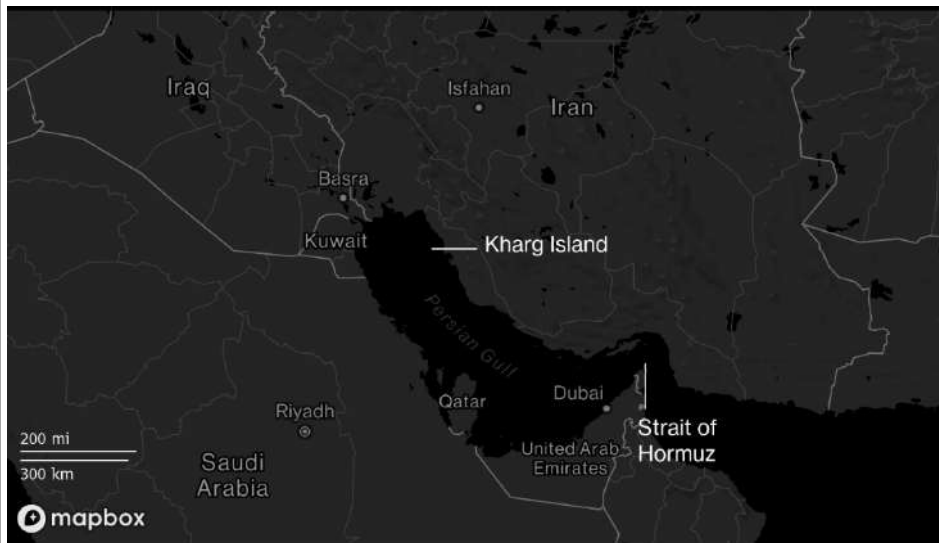 Iraq
Isfahan
Iran
Basra
Kuwait
Kharg Island
Persian Gulf
Qatar
Dubai
Riyadh
Strait of
Hormuz
United Arab
Emirates
Saudi
Arabia
200 mi
300 km
mapbox